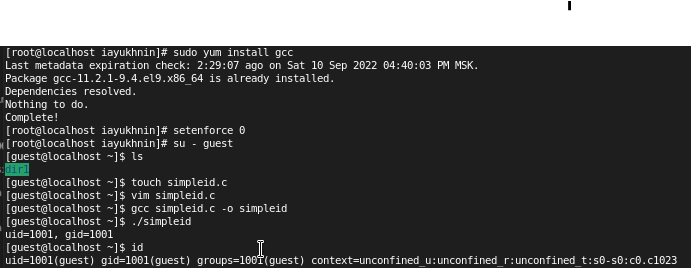 [root@localhost iayukhnin]# sudo yum install gcc
Last metadata expiration check: 2:29:07 ago on Sat 10 Sep 2022 04:40:03 PM MSK.
Package gcc-11.2.1-9.4.el9.x86_64 is already installed.
Dependencies resolved.
Nothing to do.
Complete!
[root@localhost iayukhnin]# setenforce 0
[root@localhost iayukhnin]# su - guest
[guest@localhost ~]$ ls
dir1
[guest@localhost ~]$ touch simpleid.c
[guest@localhost ~]$ vim simpleid.c
[guest@localhost ~]$ gcc simpleid.c -o simpleid
[guest@localhost ~]$ ./simpleid
uid=1001, gid=1001
[guest@localhost ~]$ id
uid=1001(guest) gid=1001(guest) groups=1001(guest) context=unconfined_u:unconfined_r:unconfined_t:s0-s0:c0.c1023